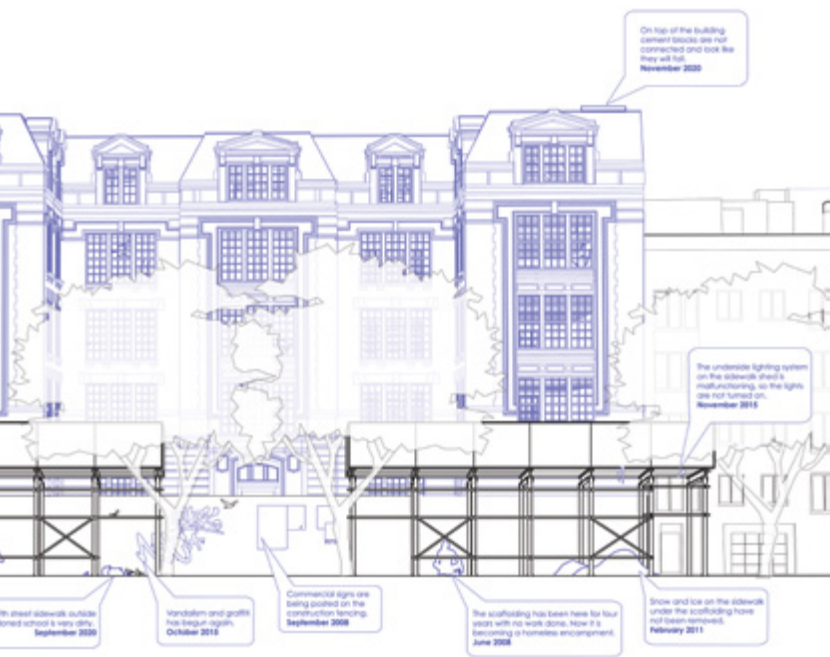 On top of the building
cement blocks are not
connected and look like
they will fall.
November 2020
The underside lighting system
on the sidewalk shed is
malfunctioning, so the lights
are not turned on.
November 2015
th street sidewalk outside
oned school is very dirty.
September 2020
Vandalism and graffiti
has begun again.
October 2015
Commercial signs are
being posted on the
construction fencing.
September 2008
The scaffolding has been here for four
years with no work done. Now it is
becoming a homeless encampment.
June 2008
Snow and ice on the sidewalk
under the scaffolding have
not been removed.
February 2011